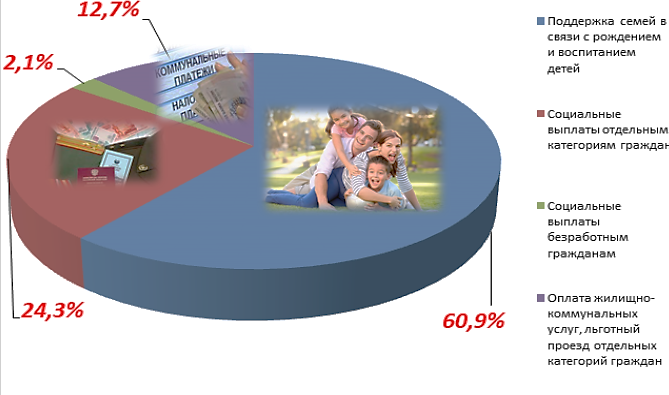 12,7%
2,1%
КОММУНАЛЬНЫЕ
ПЛАТЕЖИ
НАЛО
24,3%
60,9%
Поддержка семей в
связи с рождением
и воспитанием
детей
Социальные
выплаты отдельным
категориям граждан
Социальные
выплаты
безработным
гражданам
Оплата жилищно-
коммунальных
услуг, льготный
проезд отдельных
категорий граждан